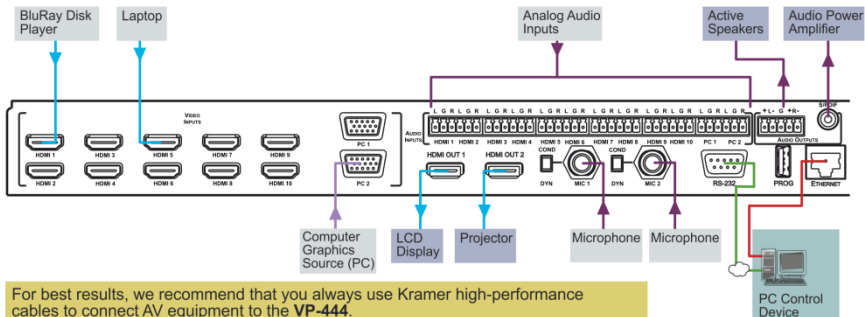 BluRay Disk
Player
Laptop
Analog Audio
Inputs
Active
Speakers
Audio Power
Amplifier
VIDEO
INPUTS
HDMI 1
HDMI 3
HDMI 5
HDMI 7
HDMI 9
PC 1
HDMI 2
HDMI 4
HDMI 6
HDMI 8
HDMI 10
PC 2
AUDIO
INPUTS
L G R L G R L G R L G R L G R L G R L G R L G R L G R L G R L G R L G R
HDMI 1 HDMI 2 HDMI 3 HDMI 4 HDMI 5 HDMI 6 HDMI 7 HDMI 8 HDMI 9 HDMI 10 PC 1 PC 2
+ L - G + R -
S/PDIF
AUDIO OUTPUTS
HDMI OUT 1
HDMI OUT 2
COND
DYN
MIC 1
COND
DYN
MIC 2
RS-232
PROG
ETHERNET
Computer
Graphics
Source (PC)
LCD
Display
Projector
Microphone
Microphone
PC Control
Device
For best results, we recommend that you always use Kramer high-performance
cables to connect AV equipment to the VP-444.